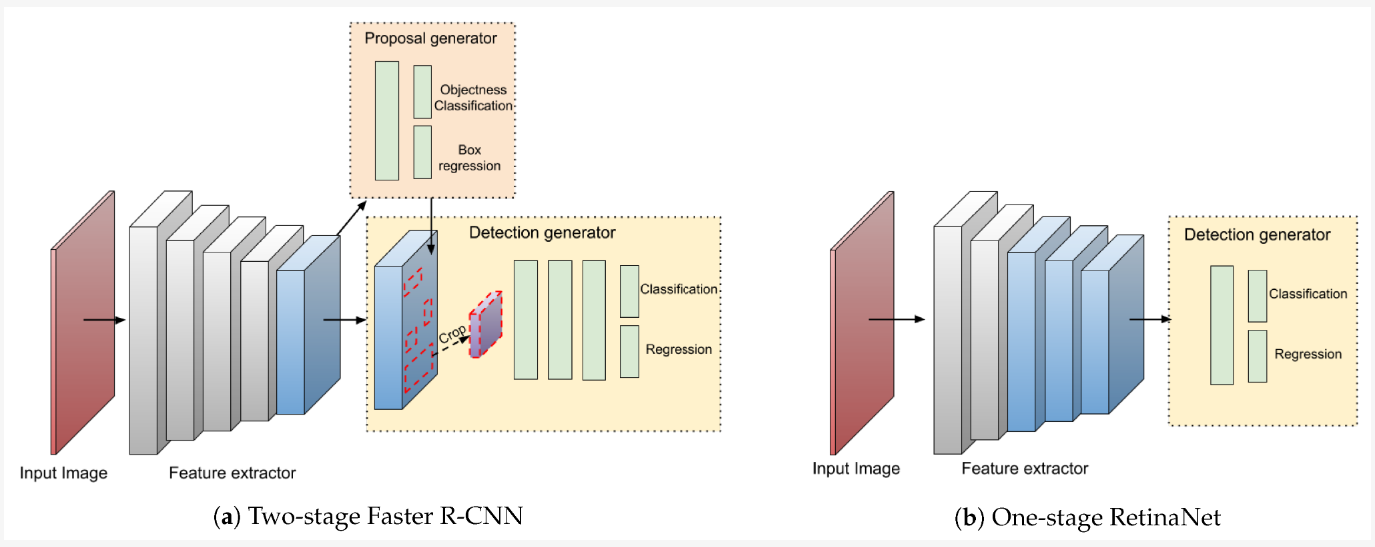 Proposal generator
Objectness
Classification
Box
regression
Detection generator
Crop
Classification
Regression
Input Image
Feature extractor
(a) Two-stage Faster R-CNN
Detection generator
Classification
Regression
Input Image
Feature extractor
(b) One-stage RetinaNet